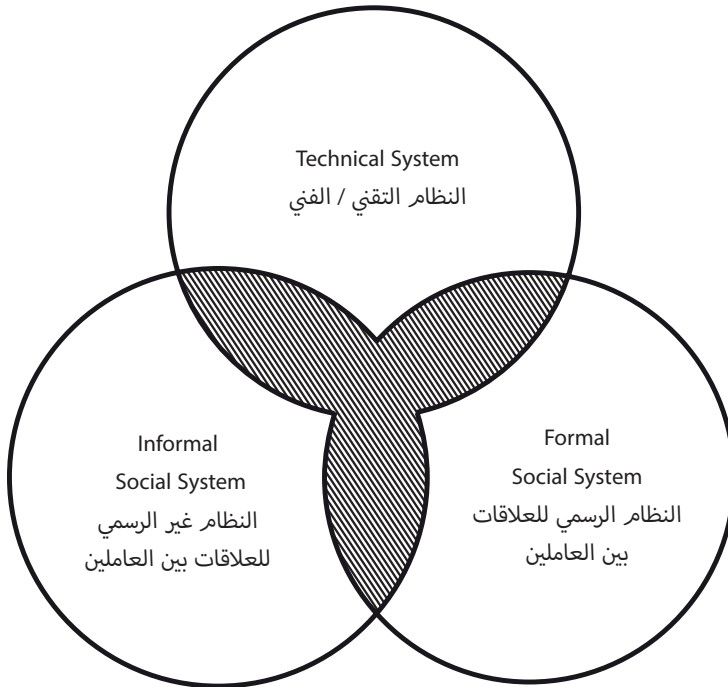 Technical System
النظام التقني / الفني
Informal
Social System
النظام غير الرسمي
للعلاقات بين العاملين
Formal
Social System
النظام الرسمي للعلاقات
بين العاملين